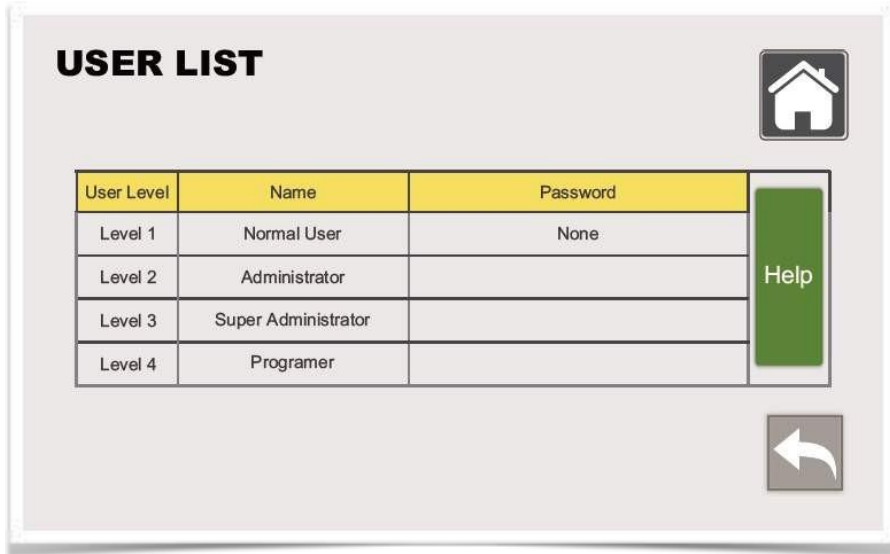 USER LIST
User Level Name Password
Level 1 Normal User None
Level 2 Administrator
Help
Level 3 Super Administrator
Level 4 Programer